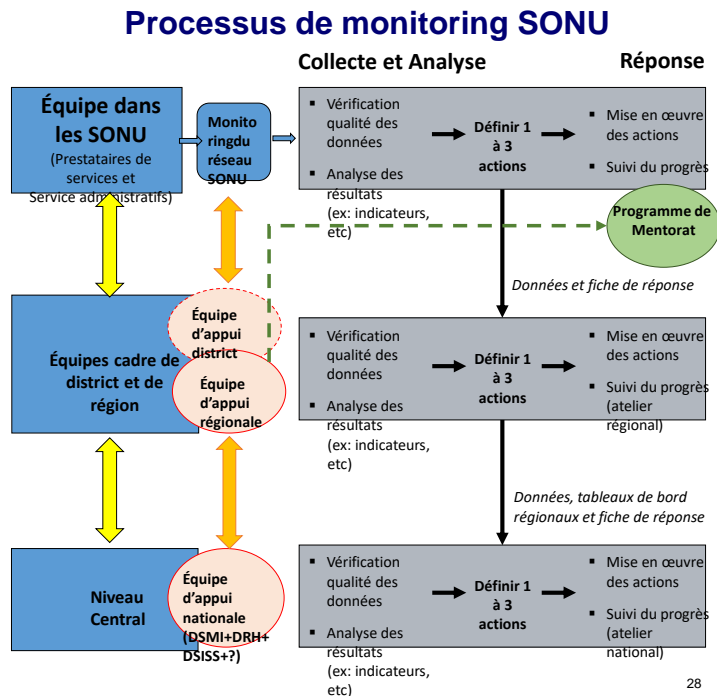 Processus de monitoring SONU
Collecte et Analyse
Réponse
Équipe dans
les SONU
(Prestataires de
services et
Service administratifs)
Monito
ringdu
réseau
SONU
▪ Vérification
qualité des
données
▪ Analyse des
résultats
(ex: indicateurs,
etc)
Définir 1
à 3
actions
▪ Mise en œuvre
des actions
▪ Suivi du progrès
Programme de
Mentorat
Données et fiche de réponse
Équipes cadre de
district et de
région
Équipe
d'appui
district
Équipe
d'appui
régionale
▪ Vérification
qualité des
données
▪ Analyse des
résultats
(ex: indicateurs,
etc)
Définir 1
à 3
actions
▪ Mise en œuvre
des actions
▪ Suivi du progrès
(atelier
régional)
Données, tableaux de bord
régionaux et fiche de réponse
Niveau
Central
Équipe
d'appui
nationale
(DSMI+DRH+
DSISS+?)
▪ Vérification
qualité des
données
▪ Analyse des
résultats
(ex: indicateurs,
etc)
Définir 1
à 3
actions
▪ Mise en œuvre
des actions
▪ Suivi du progrès
(atelier
national)
28